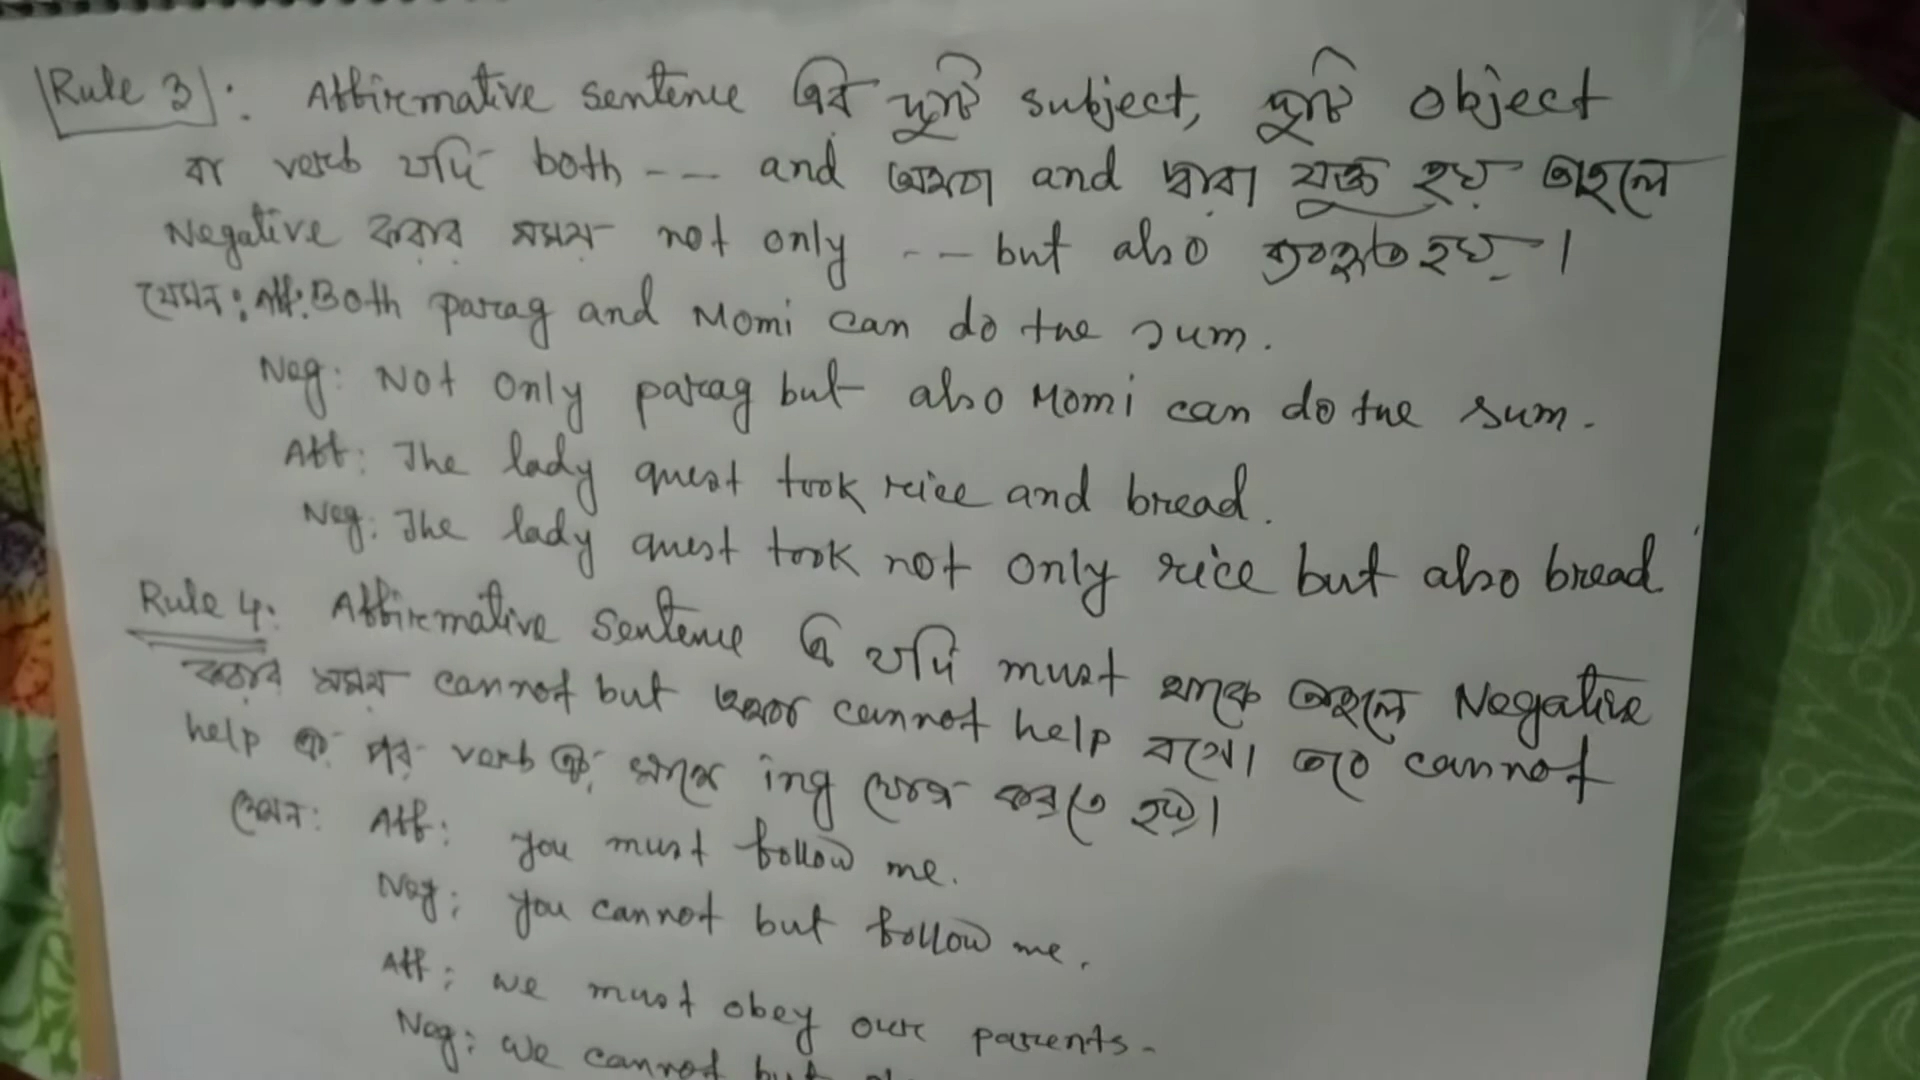 Rule 3: Affirmative sentence এর দুটি subject, দুটি object
বা verb যদি both --- and অথবা and দ্বারা যুক্ত হয় তাহলে
Negative করার সময় not only --- but also ব্যবহৃত হয়।
যেমন: Aff: Both parag and Momi can do the sum.
Neg: Not only parag but also Momi can do the sum.
Aff: The lady guest took rice and bread.
Neg: The lady guest took not only rice but also bread
Rule 4: Affirmative Sentence এ যদি must থাকে তাহলে Negative
করার সময় cannot but অথবা cannot help বসে। তবে cannot
help এর পর verb এর সাথে ing যোগ করতে হয়।
যেমন: Aff: you must follow me.
Neg: you cannot but follow me.
Aff: we must obey our parents.
Neg: we cannot but